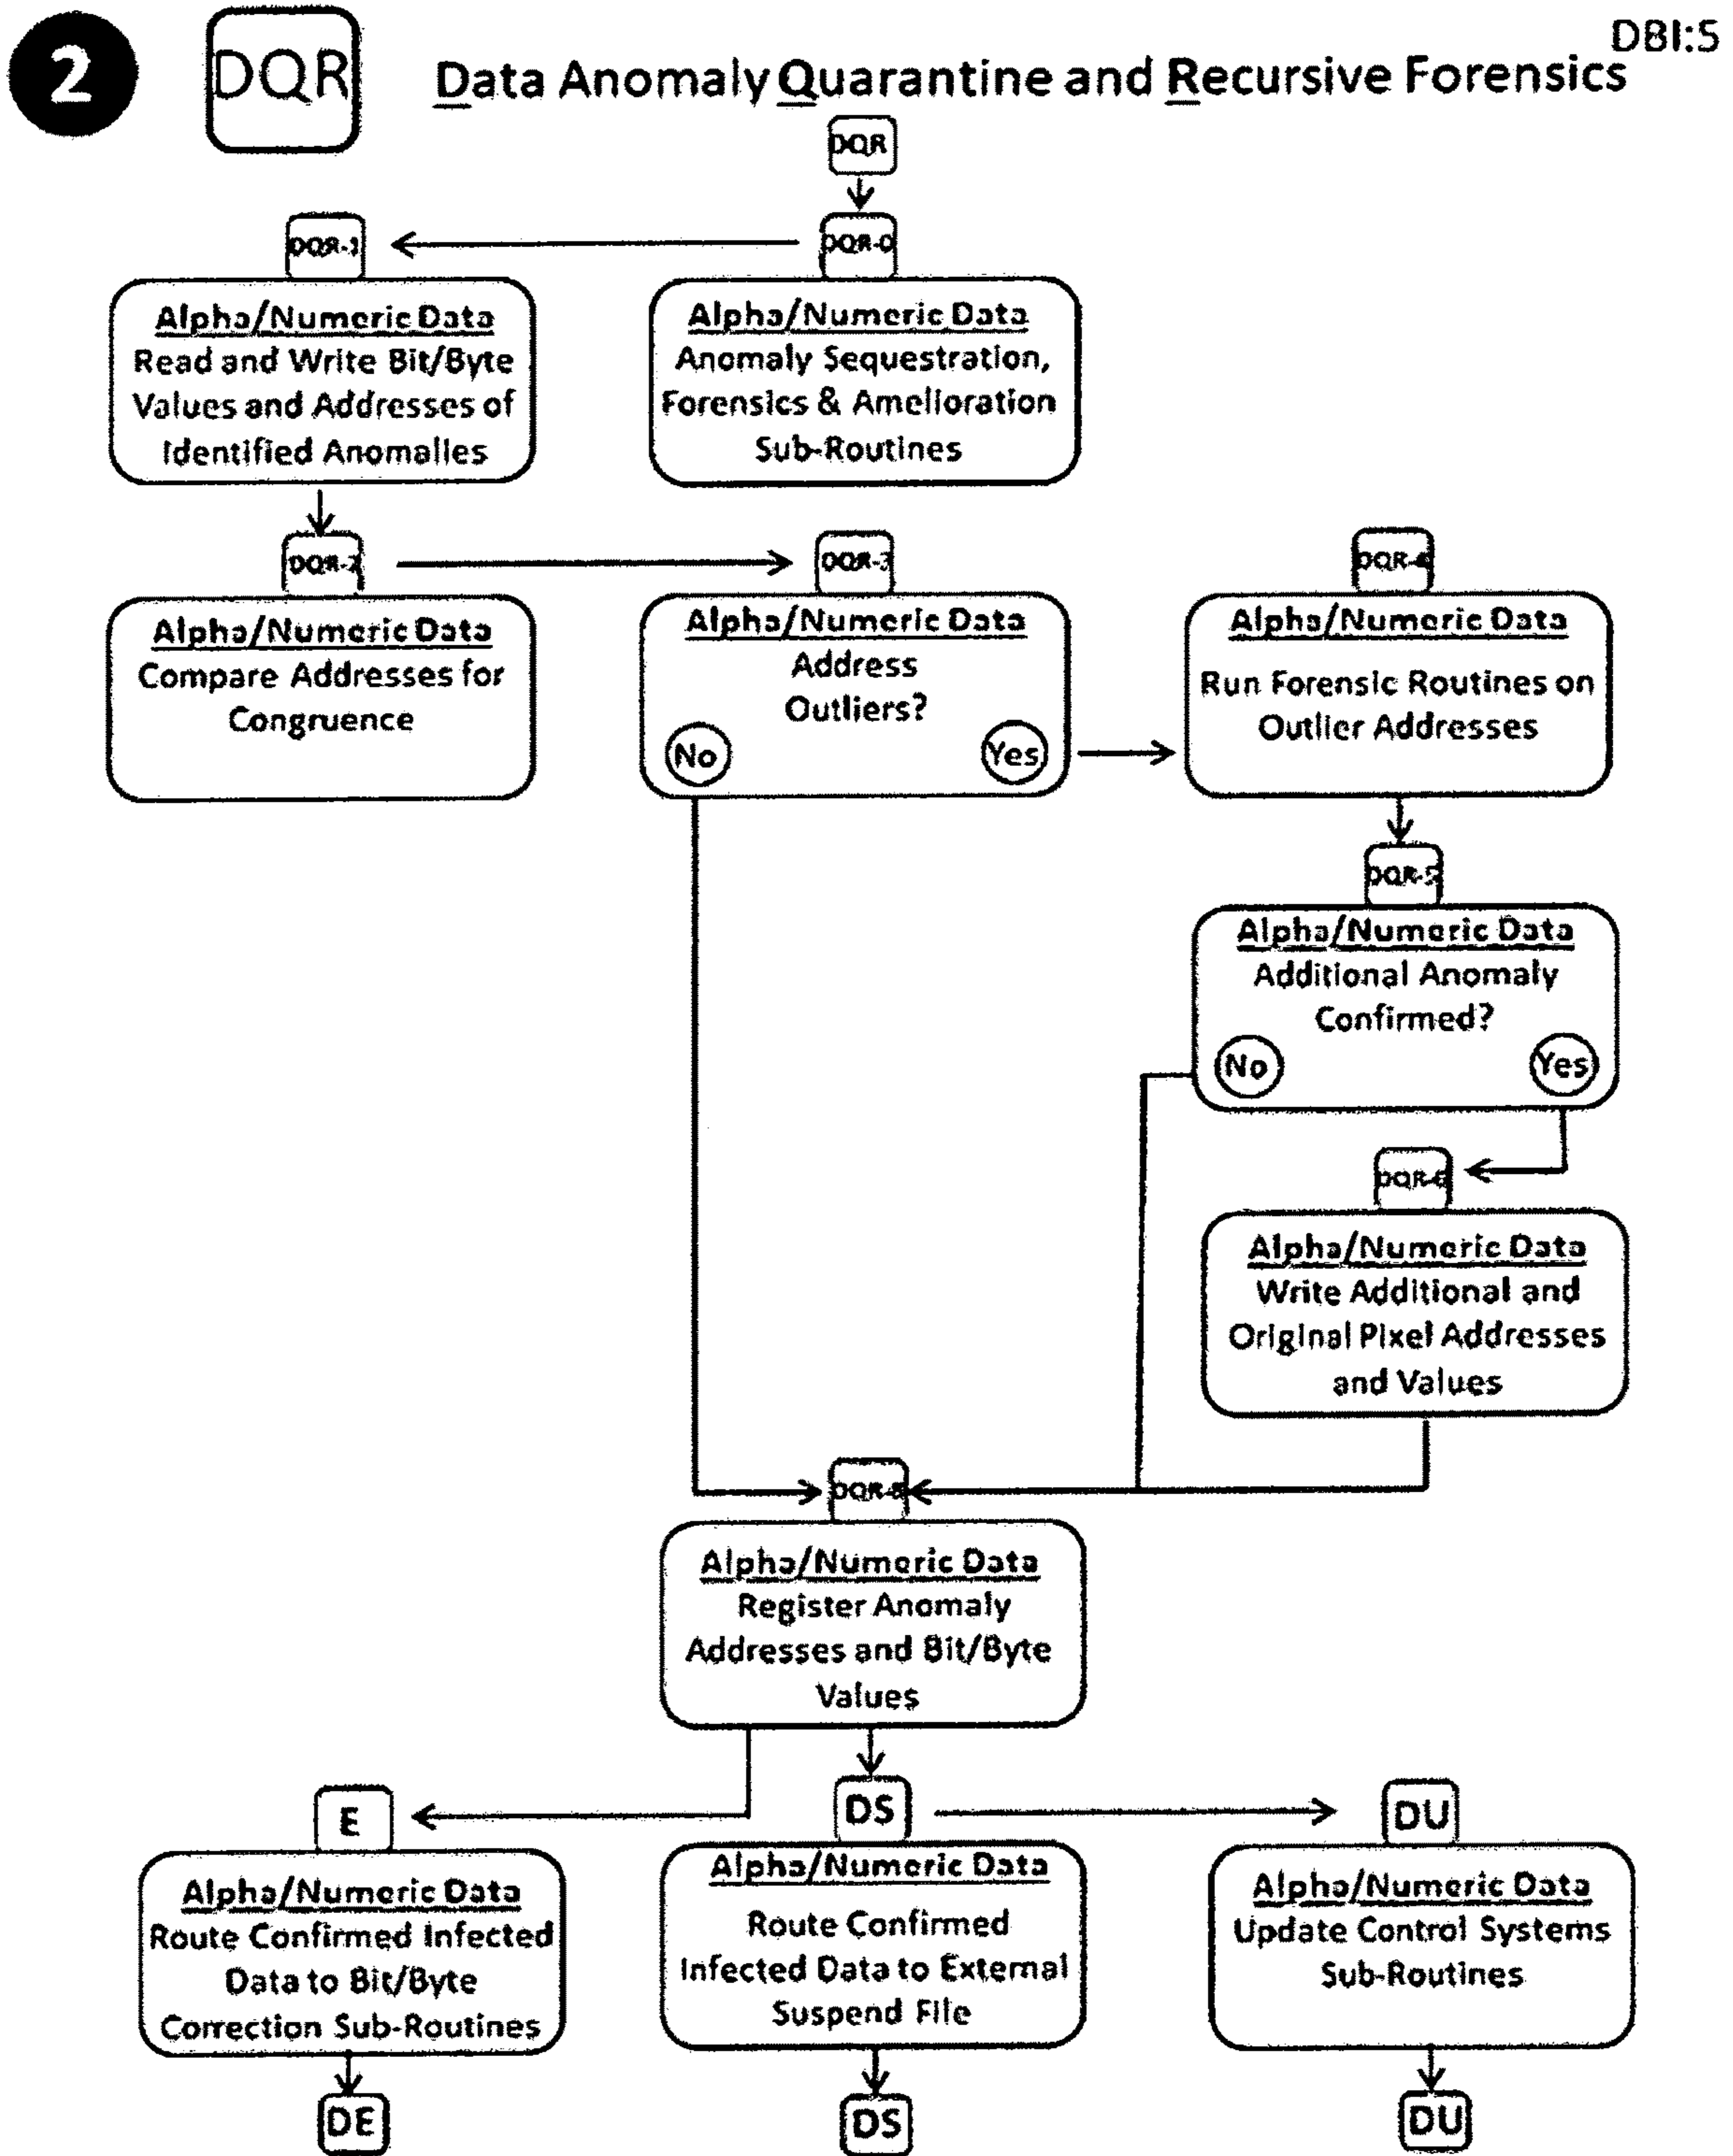 2
DQR
Data Anomaly Quarantine and Recursive Forensics
DBI:5
DQR
DQR-1
DQR-0
Alpha/Numeric Data
Read and Write Bit/Byte
Values and Addresses of
Identified Anomalies
Alpha/Numeric Data
Anomaly Sequestration,
Forensics & Amelioration
Sub-Routines
DQR-2
DQR-3
DQR-4
Alpha/Numeric Data
Compare Addresses for
Congruence
Alpha/Numeric Data
Address
Outliers?
No
Yes
Alpha/Numeric Data
Run Forensic Routines on
Outlier Addresses
DQR-5
Alpha/Numeric Data
Additional Anomaly
Confirmed?
No
Yes
DQR-6
Alpha/Numeric Data
Write Additional and
Original Pixel Addresses
and Values
DQR-8
Alpha/Numeric Data
Register Anomaly
Addresses and Bit/Byte
Values
E
DS
DU
Alpha/Numeric Data
Route Confirmed Infected
Data to Bit/Byte
Correction Sub-Routines
Alpha/Numeric Data
Route Confirmed
Infected Data to External
Suspend File
Alpha/Numeric Data
Update Control Systems
Sub-Routines
DE
DS
DU